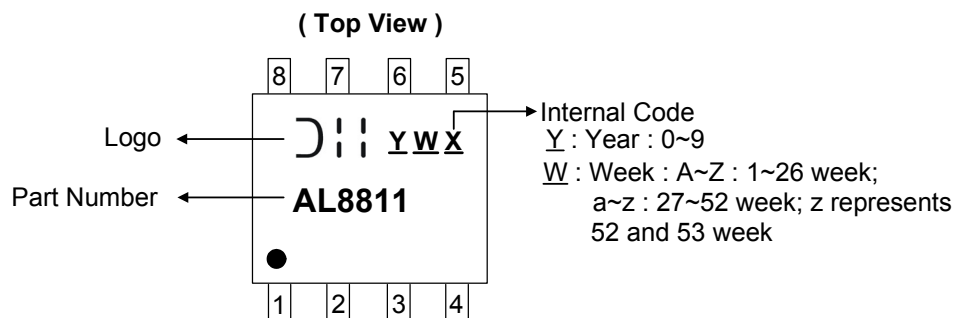 ( Top View )
8 7 6 5
Logo
Y W X
Internal Code
Y : Year : 0~9
W : Week : A~Z : 1~26 week;
a~z : 27~52 week; z represents
52 and 53 week
Part Number
AL8811
1 2 3 4